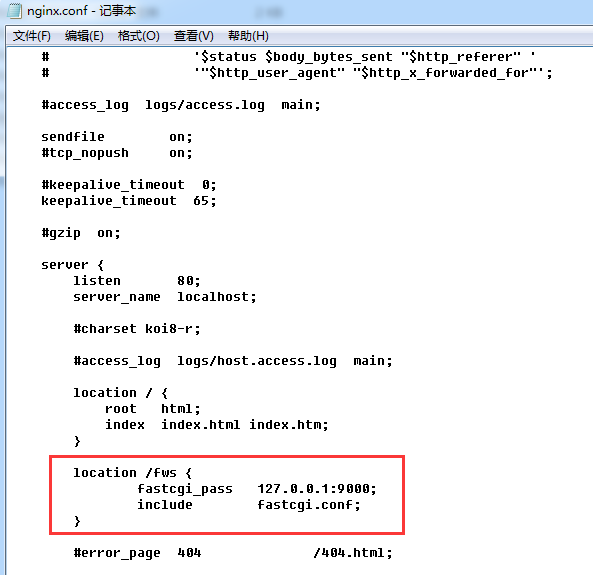 nginx.conf - 记事本
文件(F) 编辑(E) 格式(O) 查看(V) 帮助(H)
    #                  '$status $body_bytes_sent "$http_referer" '
    #                  '"$http_user_agent" "$http_x_forwarded_for"';

    #access_log  logs/access.log  main;

    sendfile        on;
    #tcp_nopush     on;

    #keepalive_timeout  0;
    keepalive_timeout  65;

    #gzip  on;

    server {
        listen       80;
        server_name  localhost;

        #charset koi8-r;

        #access_log  logs/host.access.log  main;

        location / {
            root   html;
            index  index.html index.htm;
        }

        location /fws {
                fastcgi_pass   127.0.0.1:9000;
                include        fastcgi.conf;
        }

        #error_page  404              /404.html;